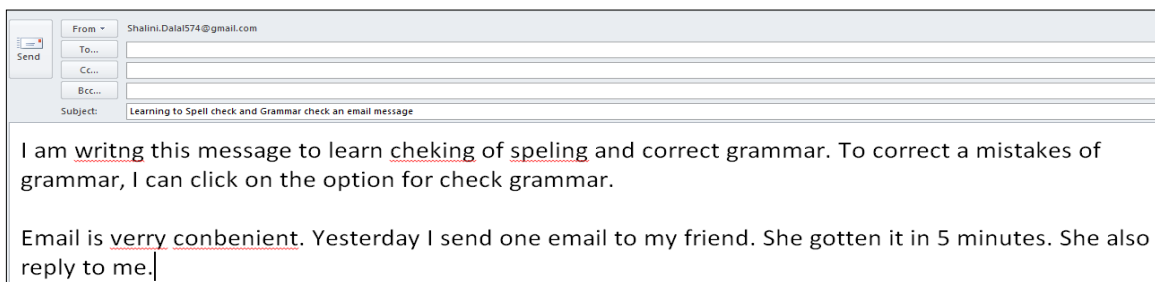 From Shalini.Dalal574@gmail.com
Send
To...
Cc...
Bcc...
Subject: Learning to Spell check and Grammar check an email message
I am writng this message to learn cheking of speling and correct grammar. To correct a mistakes of
grammar, I can click on the option for check grammar.
Email is verry conbenient. Yesterday I send one email to my friend. She gotten it in 5 minutes. She also
reply to me.